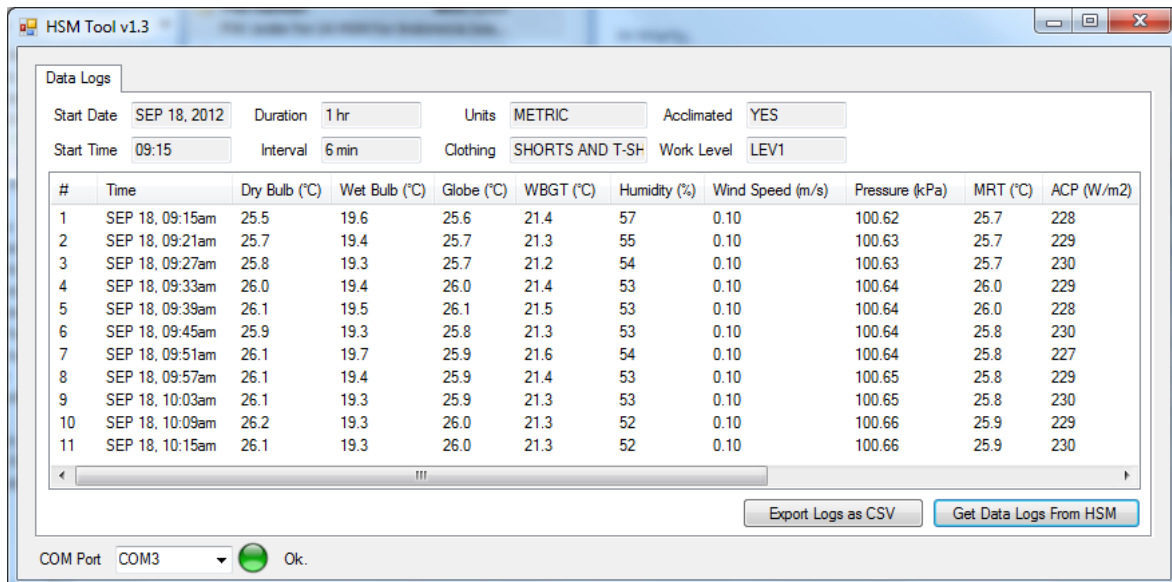 HSM Tool v1.3
Data Logs
Start Date SEP 18, 2012 Duration 1 hr Units METRIC Acclimated YES
Start Time 09:15 Interval 6 min Clothing SHORTS AND T-SH Work Level LEV1
# Time Dry Bulb (°C) Wet Bulb (°C) Globe (°C) WBGT (°C) Humidity (%) Wind Speed (m/s) Pressure (kPa) MRT (°C) ACP (W/m2)
1 SEP 18, 09:15am 25.5 19.6 25.6 21.4 57 0.10 100.62 25.7 228
2 SEP 18, 09:21am 25.7 19.4 25.7 21.3 55 0.10 100.63 25.7 229
3 SEP 18, 09:27am 25.8 19.3 25.7 21.2 54 0.10 100.63 25.7 230
4 SEP 18, 09:33am 26.0 19.4 26.0 21.4 53 0.10 100.64 26.0 229
5 SEP 18, 09:39am 26.1 19.5 26.1 21.5 53 0.10 100.64 26.0 228
6 SEP 18, 09:45am 25.9 19.3 25.8 21.3 53 0.10 100.64 25.8 230
7 SEP 18, 09:51am 26.1 19.7 25.9 21.6 54 0.10 100.64 25.8 227
8 SEP 18, 09:57am 26.1 19.4 25.9 21.4 53 0.10 100.65 25.8 229
9 SEP 18, 10:03am 26.1 19.3 25.9 21.3 53 0.10 100.65 25.8 230
10 SEP 18, 10:09am 26.2 19.3 26.0 21.3 52 0.10 100.66 25.9 229
11 SEP 18, 10:15am 26.1 19.3 26.0 21.3 52 0.10 100.66 25.9 230
Export Logs as CSV Get Data Logs From HSM
COM Port COM3 Ok.